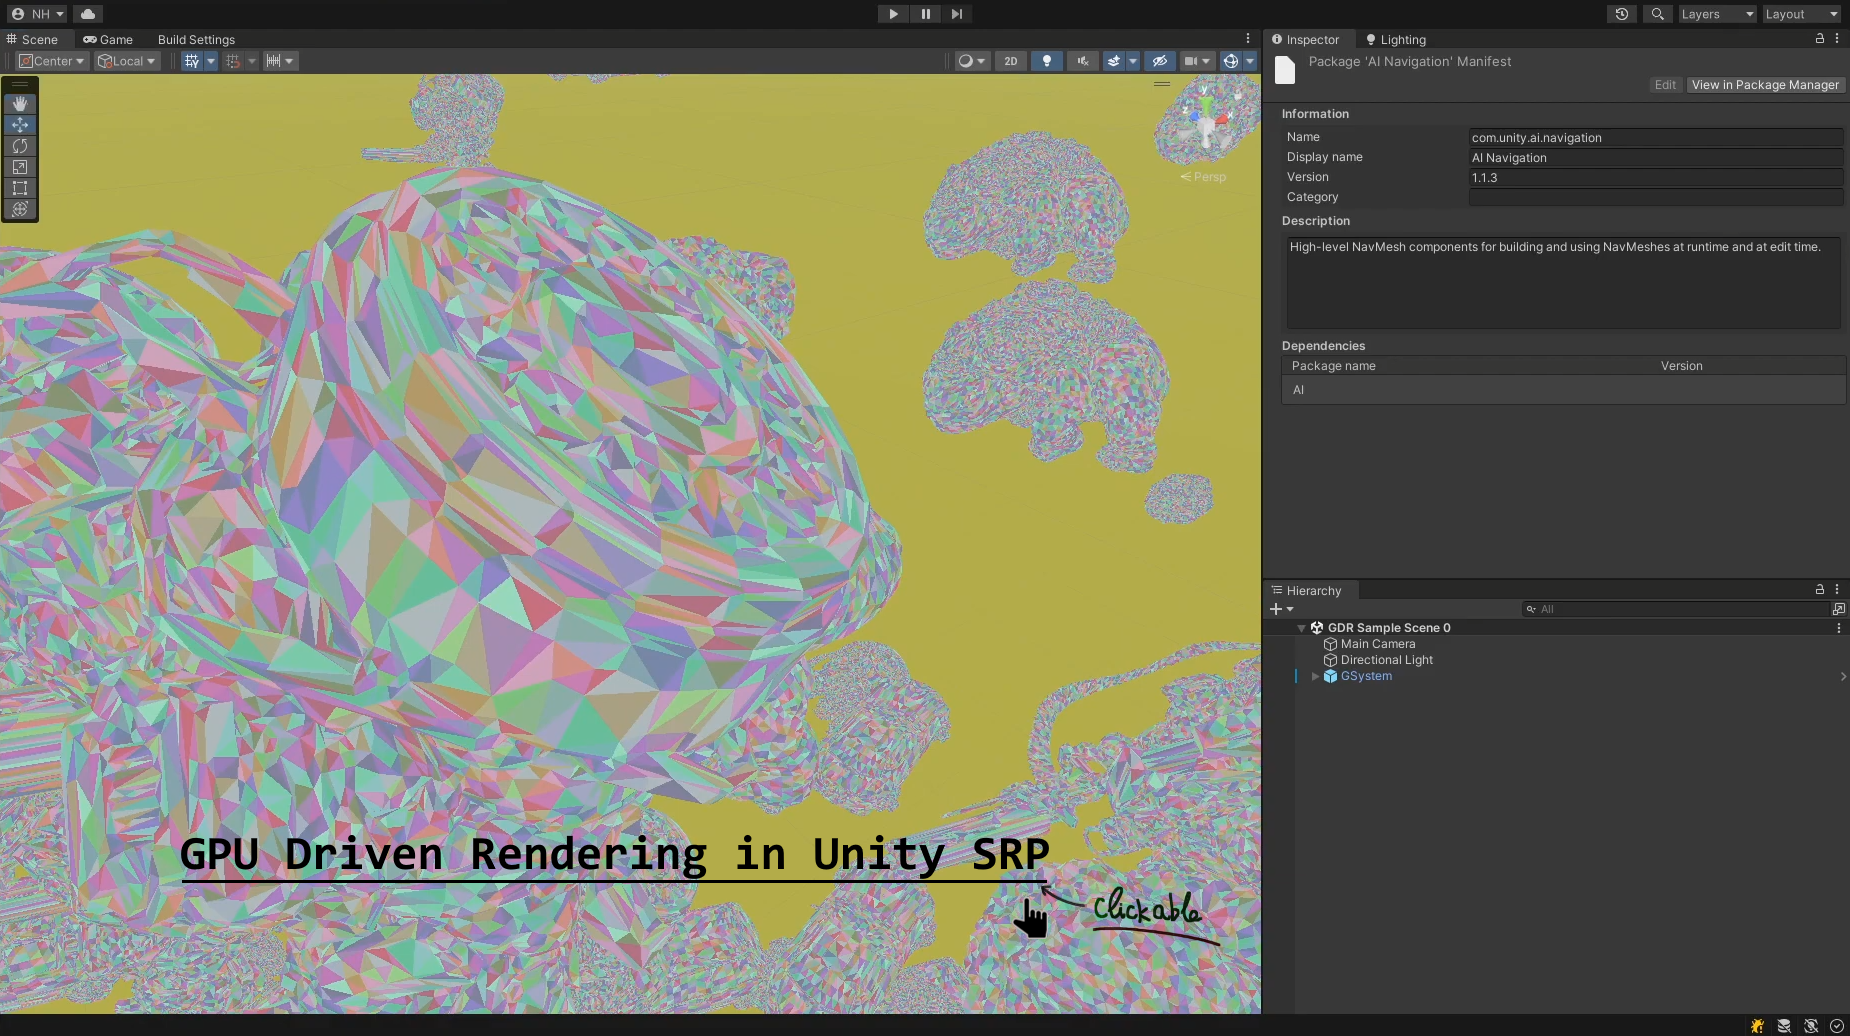 NH
Layers
Layout
Scene
Game
Build Settings
Center
Local
2D
y
x
z
Persp
Inspector
Lighting
Package 'AI Navigation' Manifest
Edit
View in Package Manager
Information
Name
com.unity.ai.navigation
Display name
AI Navigation
Version
1.1.3
Category
Description
High-level NavMesh components for building and using NavMeshes at runtime and at edit time.
Dependencies
Package name
Version
AI
Hierarchy
All
GDR Sample Scene 0
Main Camera
Directional Light
GSystem
GPU Driven Rendering in Unity SRP
Clickable